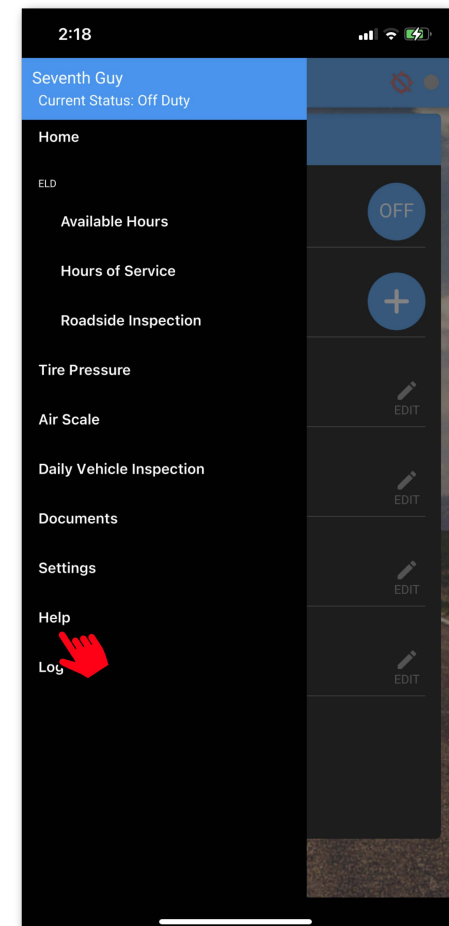 2:18
Seventh Guy
Current Status: Off Duty
Home
ELD
OFF
Available Hours
Hours of Service
Roadside Inspection
Tire Pressure
EDIT
Air Scale
Daily Vehicle Inspection
EDIT
Documents
Settings
EDIT
Help
Log
EDIT